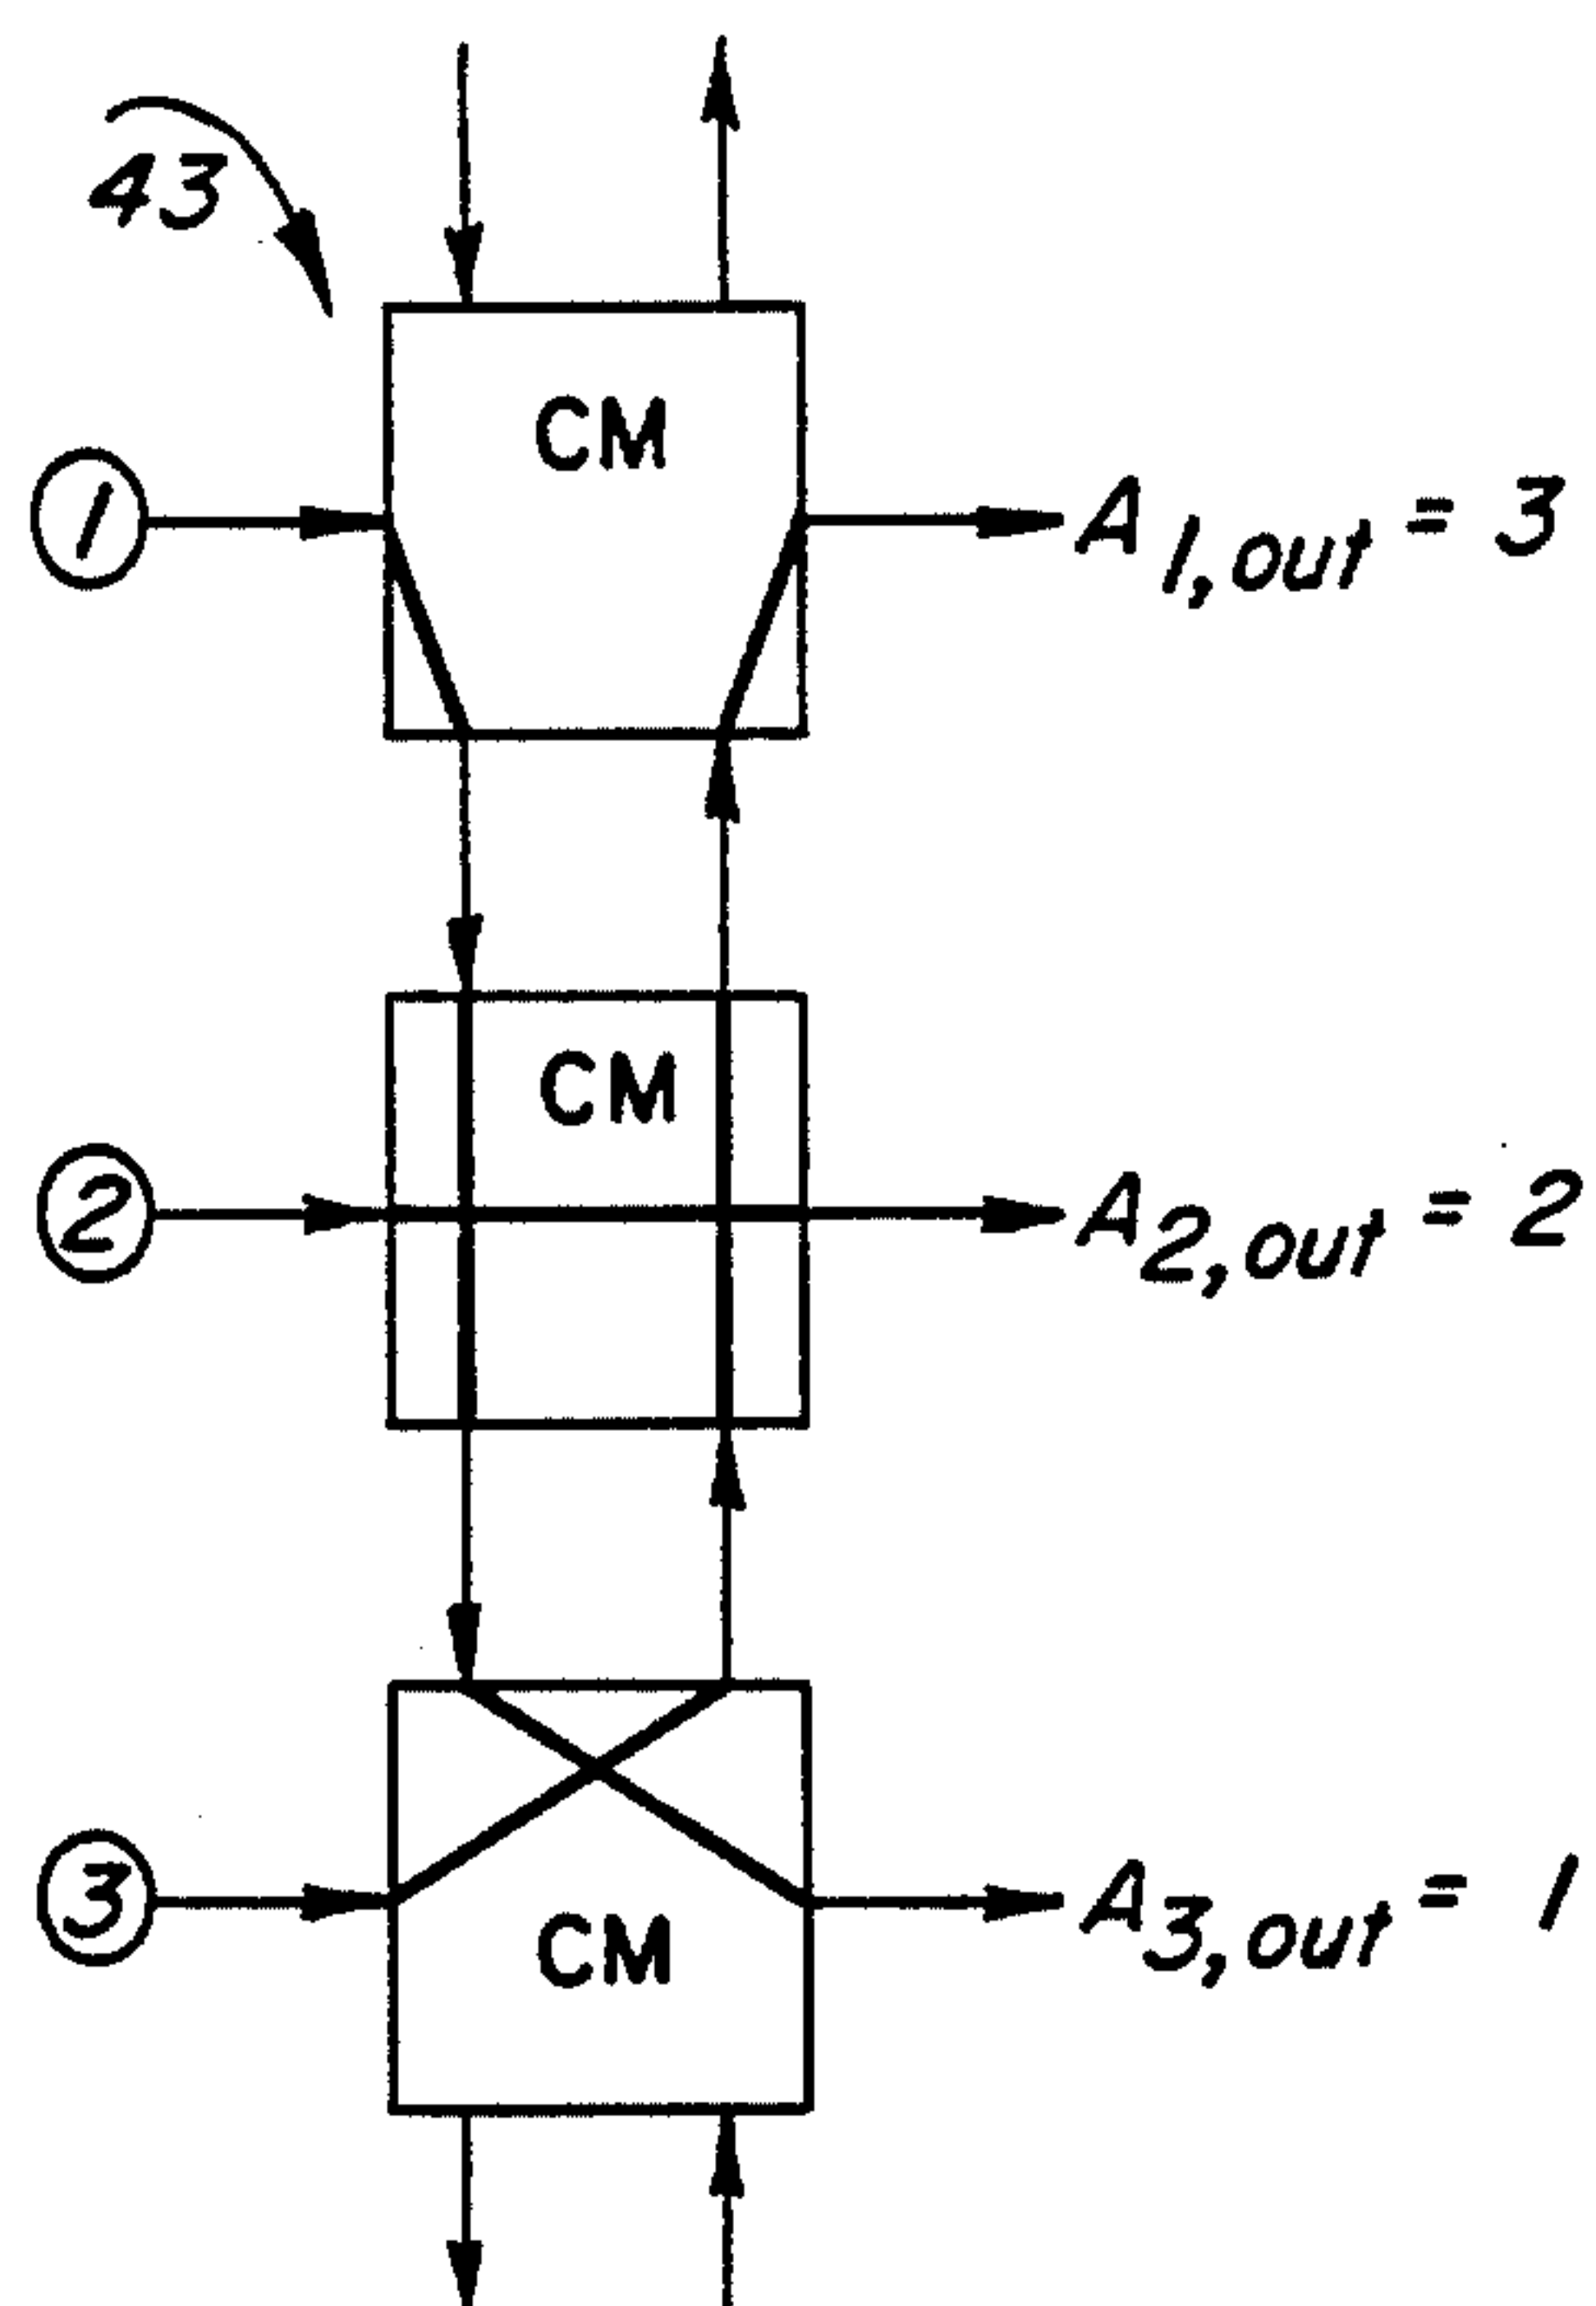 43
CM
1 A1,out = 3
CM
2 A2,out = 2
3 A3,out = 1
CM